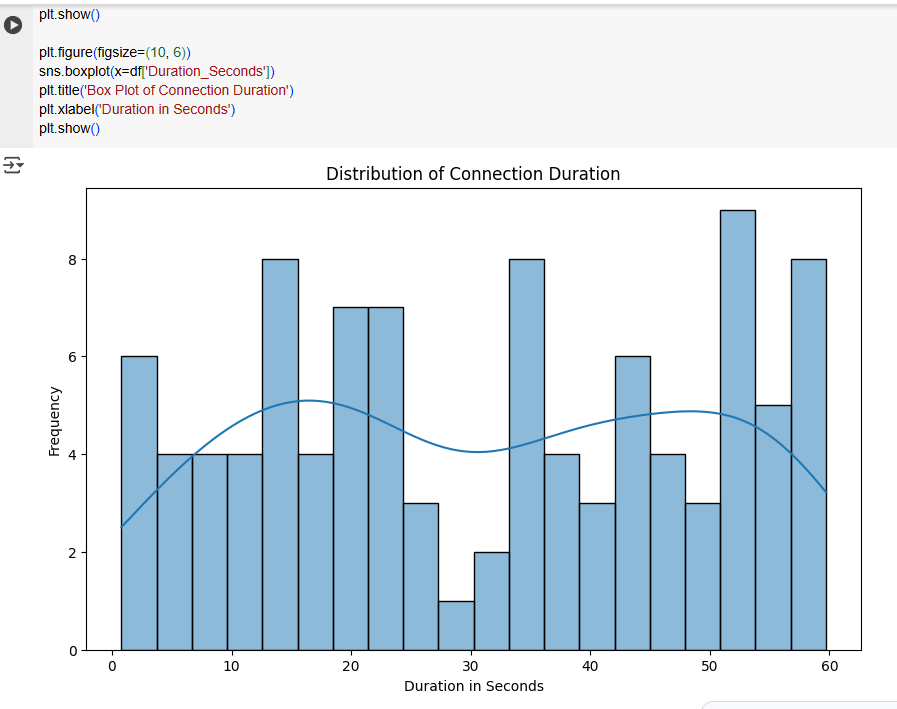 plt.show()
plt.figure(figsize=(10, 6))
sns.boxplot(x=df['Duration_Seconds'])
plt.title('Box Plot of Connection Duration')
plt.xlabel('Duration in Seconds')
plt.show()
Distribution of Connection Duration
8
6
4
2
0
Frequency
0 10 20 30 40 50 60
Duration in Seconds